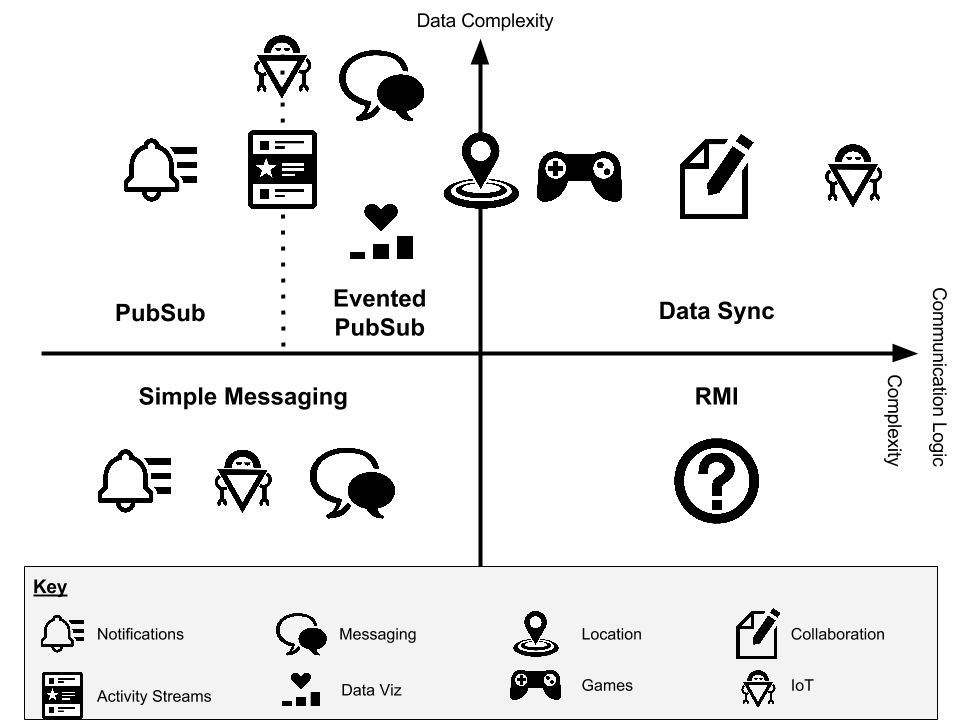 Data Complexity
PubSub
Evented
PubSub
Data Sync
Communication Logic
Complexity
Simple Messaging
RMI
?
Key
Notifications
Messaging
Location
Collaboration
Activity Streams
Data Viz
Games
IoT